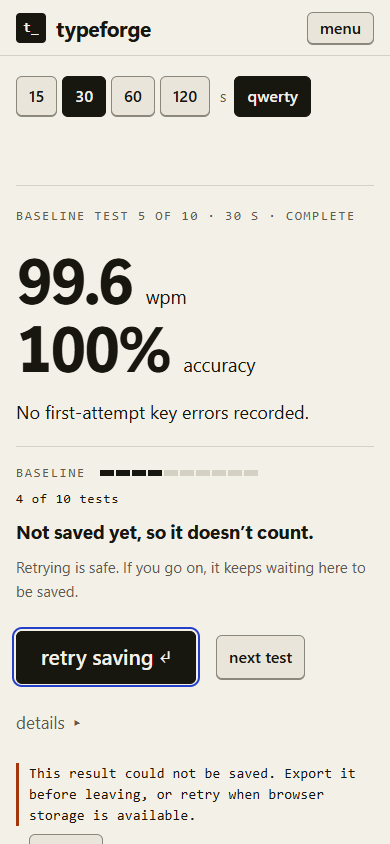 t_ typeforge menu
15 30 60 120 s qwerty
BASELINE TEST 5 OF 10 · 30 S · COMPLETE
99.6 wpm
100% accuracy
No first-attempt key errors recorded.
BASELINE
4 of 10 tests
Not saved yet, so it doesn’t count.
Retrying is safe. If you go on, it keeps waiting here to
be saved.
retry saving ↵ next test
details ▸
This result could not be saved. Export it
before leaving, or retry when browser
storage is available.